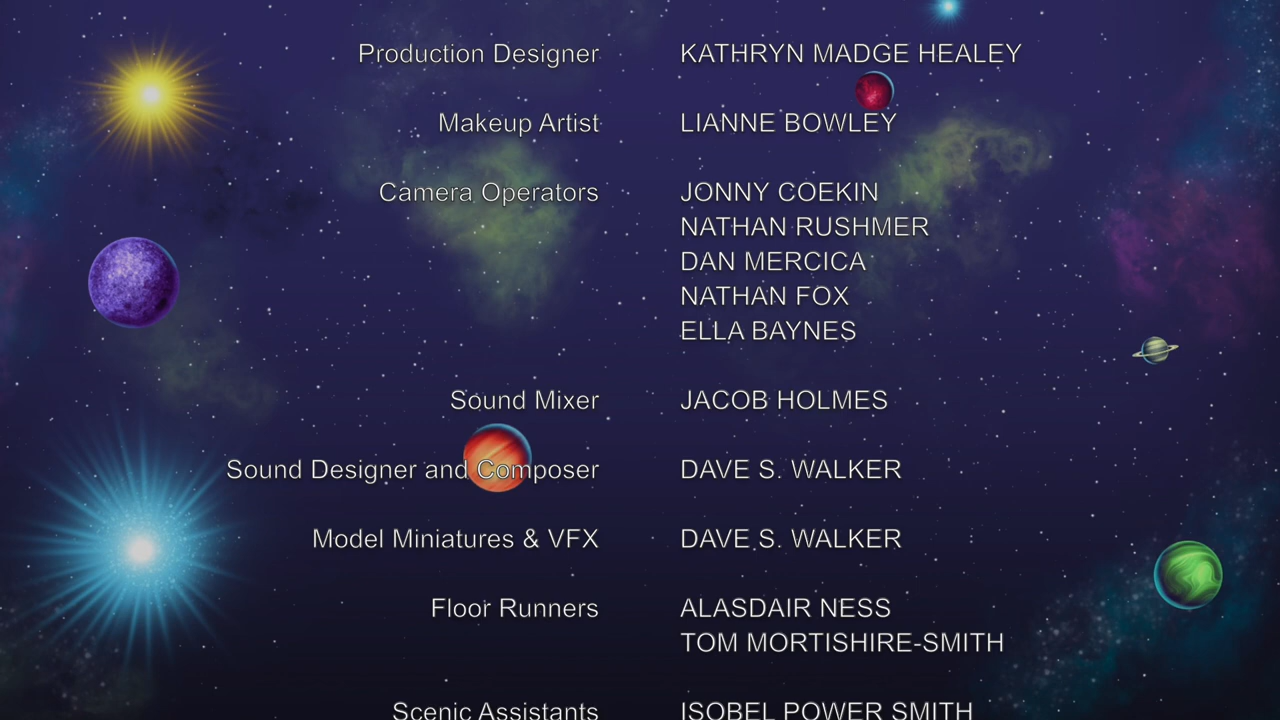 Production Designer KATHRYN MADGE HEALEY
Makeup Artist LIANNE BOWLEY
Camera Operators JONNY COEKIN
NATHAN RUSHMER
DAN MERCICA
NATHAN FOX
ELLA BAYNES
Sound Mixer JACOB HOLMES
Sound Designer and Composer DAVE S. WALKER
Model Miniatures & VFX DAVE S. WALKER
Floor Runners ALASDAIR NESS
TOM MORTISHIRE-SMITH
Scenic Assistants ISOBEL POWER SMITH